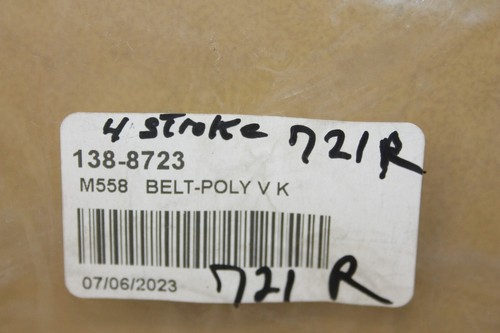 4 stroke 721R
138-8723
M558 BELT-POLY V K
07/06/2023
721 R